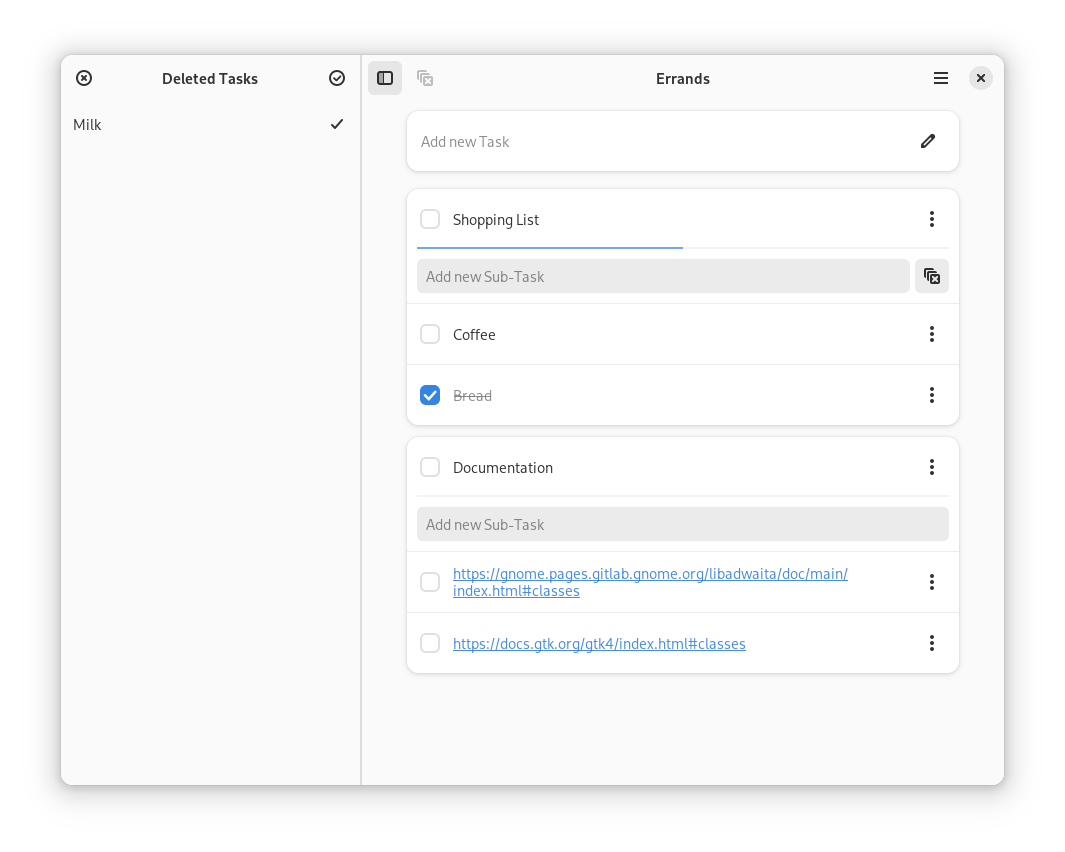 Deleted Tasks
Milk
Errands
Add new Task
Shopping List
Add new Sub-Task
Coffee
Bread
Documentation
Add new Sub-Task
https://gnome.pages.gitlab.gnome.org/libadwaita/doc/main/
index.html#classes
https://docs.gtk.org/gtk4/index.html#classes